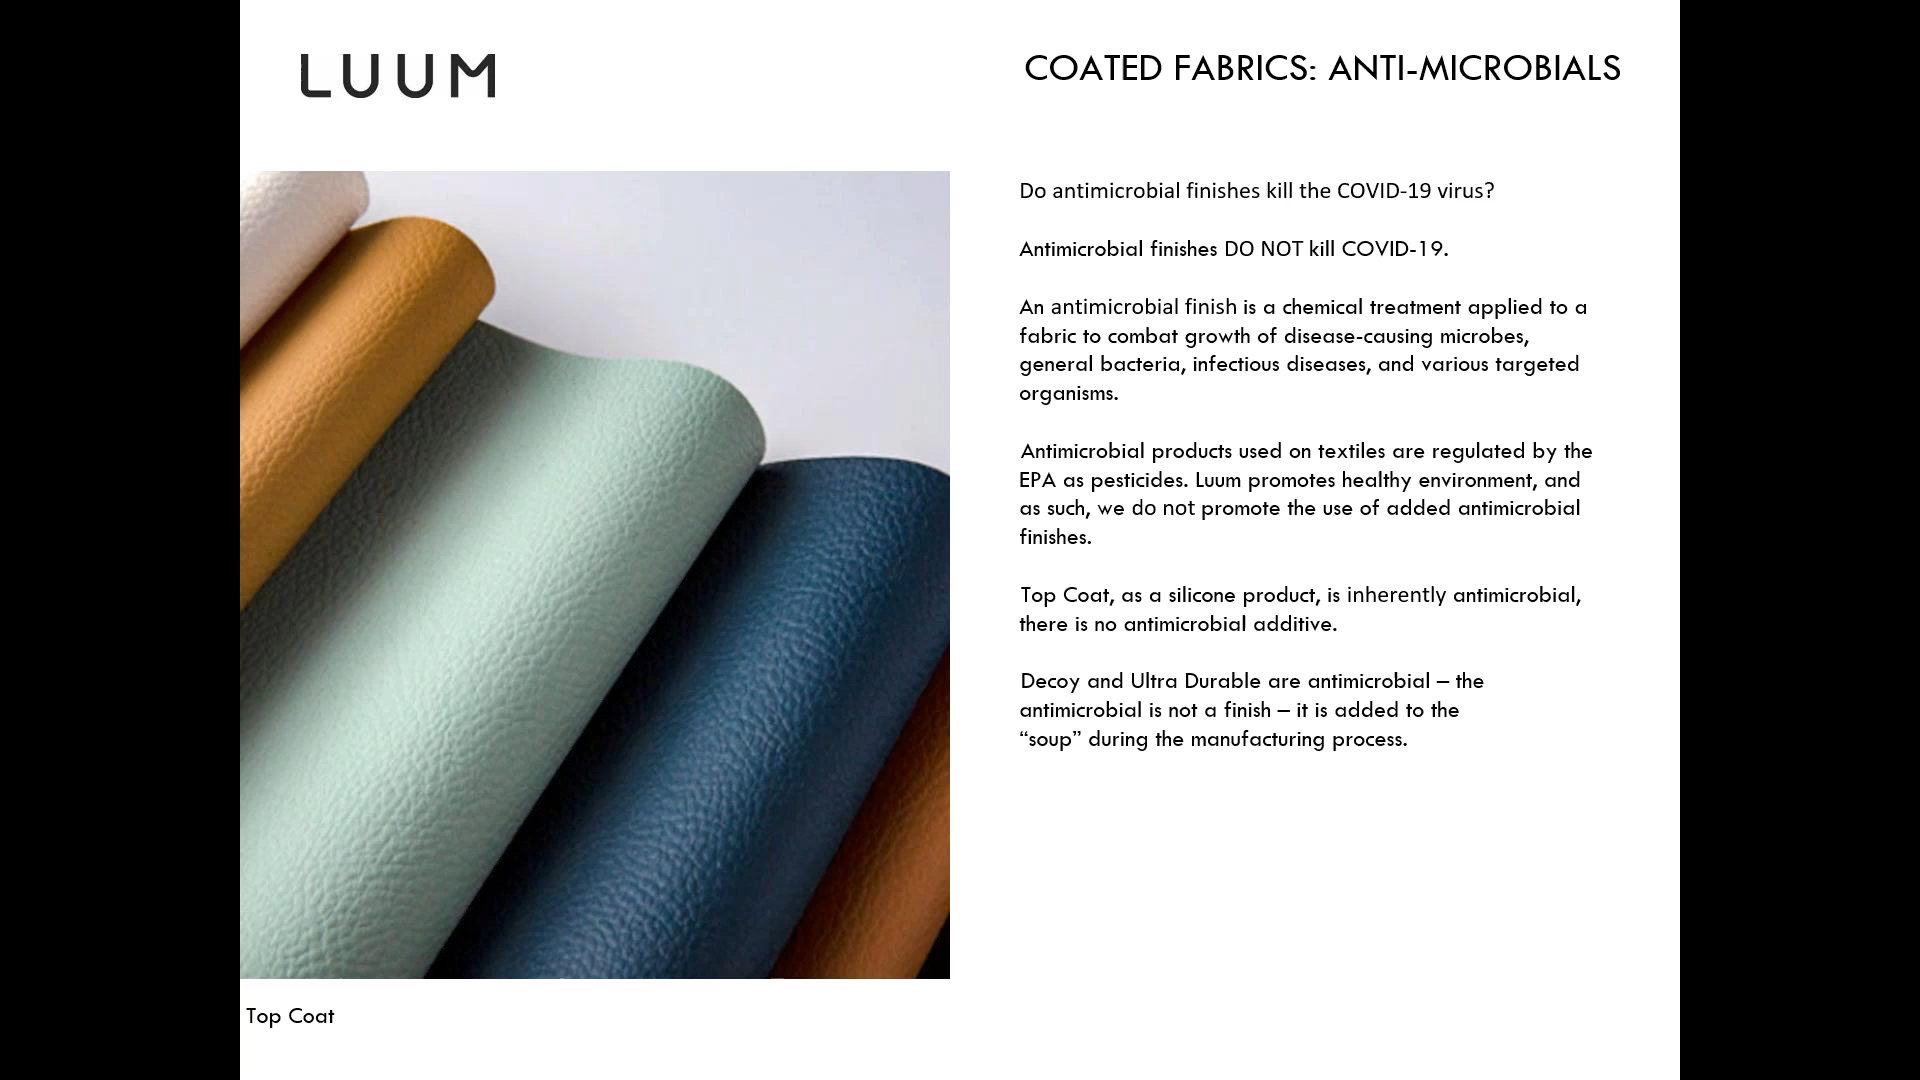 LUUM
COATED FABRICS: ANTI-MICROBIALS
Do antimicrobial finishes kill the COVID-19 virus?
Antimicrobial finishes DO NOT kill COVID-19.
An antimicrobial finish is a chemical treatment applied to a
fabric to combat growth of disease-causing microbes,
general bacteria, infectious diseases, and various targeted
organisms.
Antimicrobial products used on textiles are regulated by the
EPA as pesticides. Luum promotes healthy environment, and
as such, we do not promote the use of added antimicrobial
finishes.
Top Coat, as a silicone product, is inherently antimicrobial,
there is no antimicrobial additive.
Decoy and Ultra Durable are antimicrobial – the
antimicrobial is not a finish – it is added to the
“soup” during the manufacturing process.
Top Coat